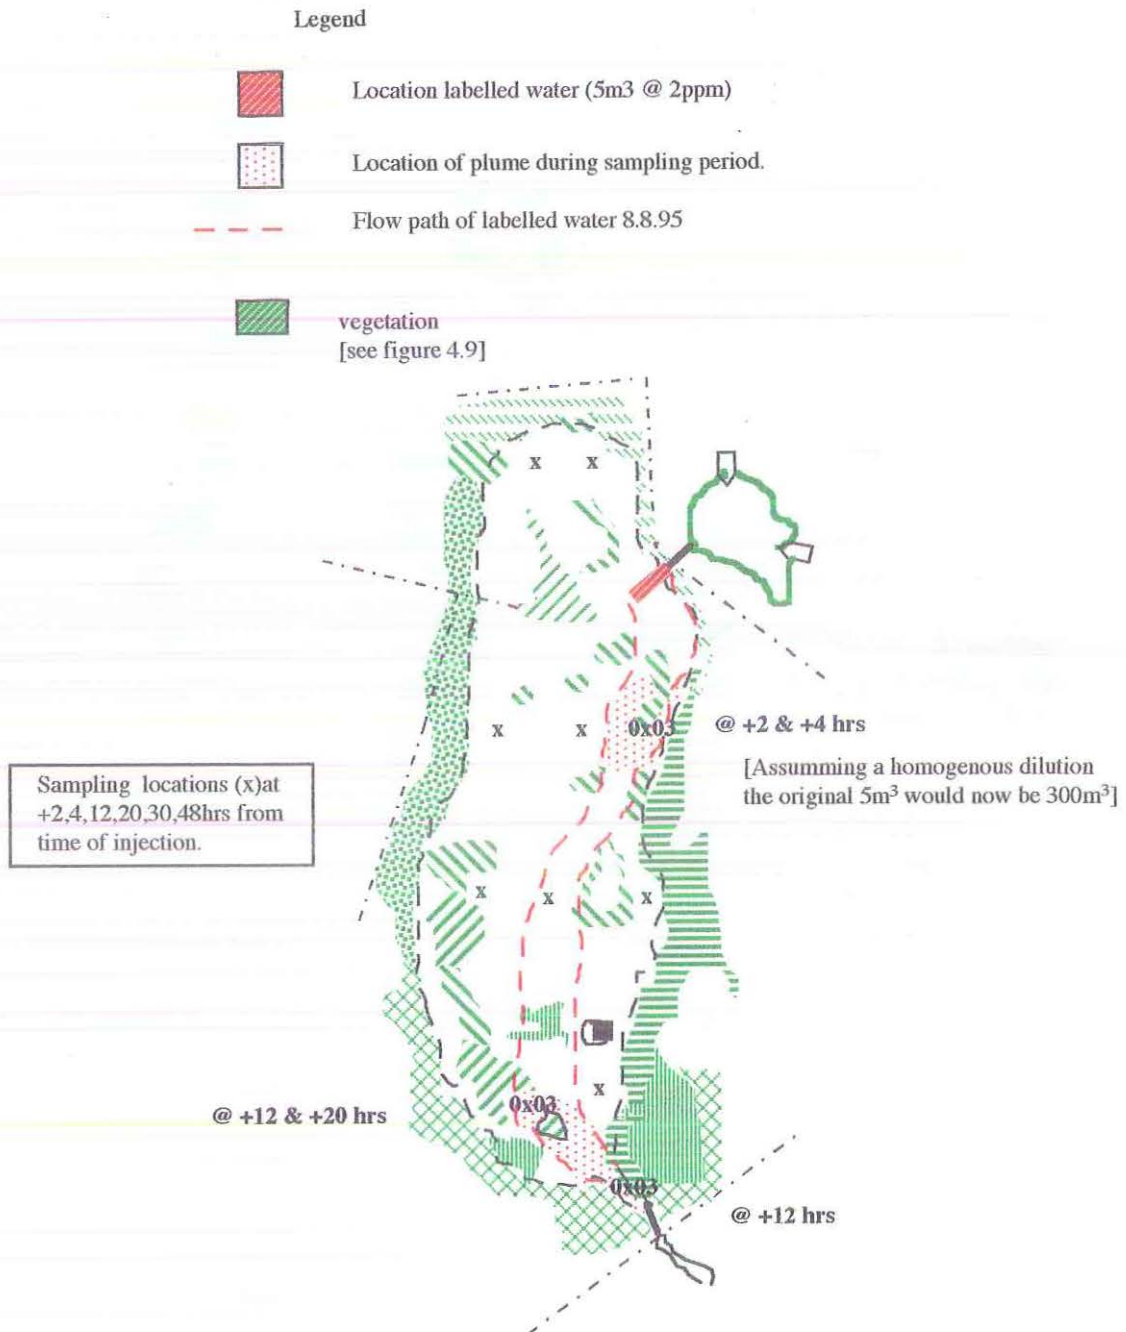 Legend
Location labelled water (5m3 @ 2ppm)
Location of plume during sampling period.
Flow path of labelled water 8.8.95
vegetation
[see figure 4.9]
x x
x x 0x03 @ +2 & +4 hrs
[Assumming a homogenous dilution
the original 5m³ would now be 300m³]
Sampling locations (x)at
+2,4,12,20,30,48hrs from
time of injection.
x x x
x
0x03
@ +12 & +20 hrs
0x03
@ +12 hrs